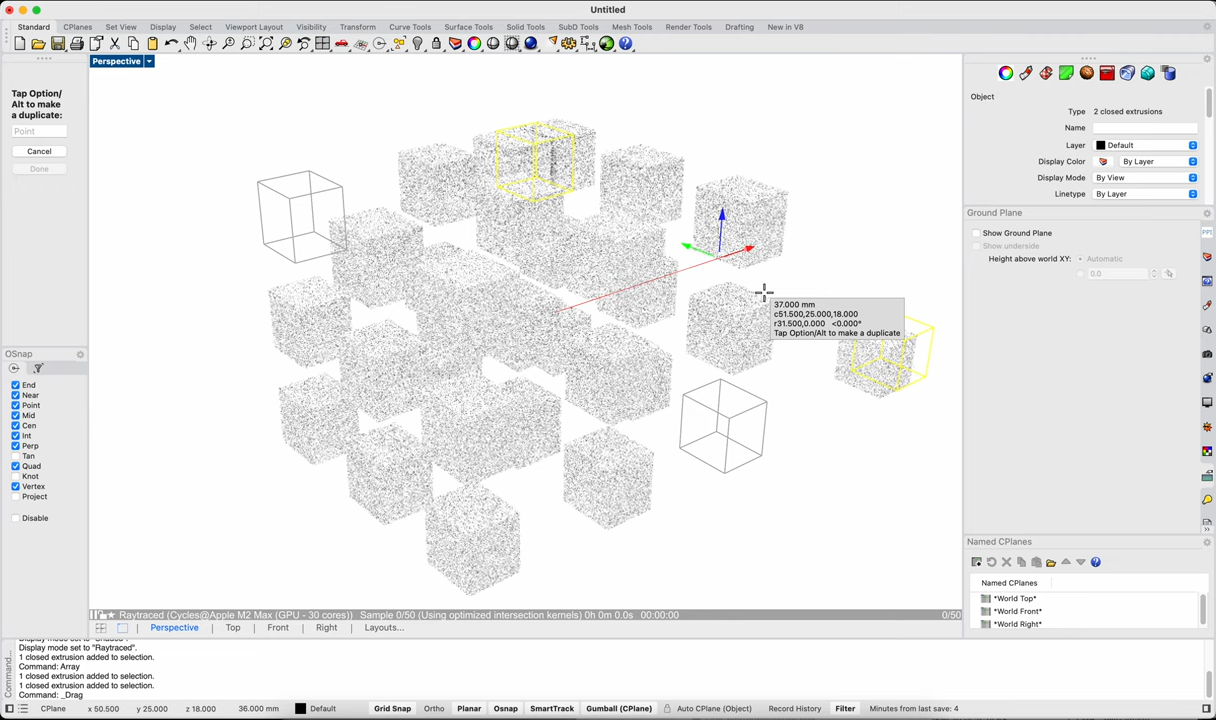 Untitled
Standard
CPlanes
Set View
Display
Select
Viewport Layout
Visibility
Transform
Curve Tools
Surface Tools
Solid Tools
SubD Tools
Mesh Tools
Render Tools
Drafting
New in V8
Tap Option/
Alt to make
a duplicate:
Point
Cancel
Done
Perspective
37.000 mm
c51.500,25.000,18.000
r31.500,0.000 <0.000°
Tap Option/Alt to make a duplicate
Object
Type 2 closed extrusions
Name
Layer Default
Display Color By Layer
Display Mode By View
Linetype By Layer
Ground Plane
Show Ground Plane
Show underside
Height above world XY: Automatic
0.0
OSnap
End
Near
Point
Mid
Cen
Int
Perp
Tan
Quad
Knot
Vertex
Project
Disable
Named CPlanes
Named CPlanes
*World Top*
*World Front*
*World Right*
Raytraced (Cycles@Apple M2 Max (GPU - 30 cores)) Sample 0/50 (Using optimized intersection kernels) 0h 0m 0.0s 00:00:00 0/50
Perspective Top Front Right Layouts...
Command...
Display mode set to "Raytraced".
1 closed extrusion added to selection.
Command: Array
1 closed extrusion added to selection.
1 closed extrusion added to selection.
Command: _Drag
CPlane x 50.500 y 25.000 z 18.000 36.000 mm Default Grid Snap Ortho Planar Osnap SmartTrack Gumball (CPlane) Auto CPlane (Object) Record History Filter Minutes from last save: 4